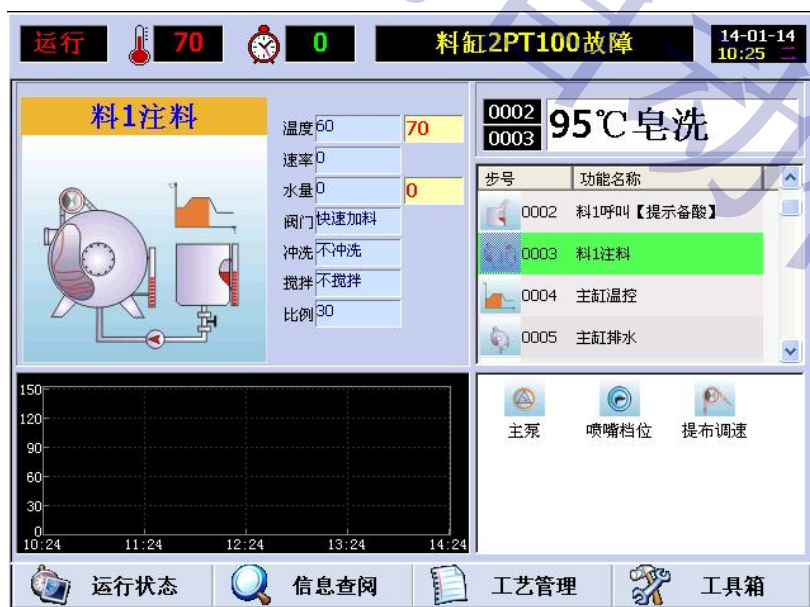 运行 70 0 料缸2PT100故障 14-01-14
10:25 二
料1注料
温度 60 70
速率 0
水量 0 0
阀门 快速加料
冲洗 不冲洗
搅拌 不搅拌
比例 30
0002
0003
95℃皂洗
步号 功能名称
0002 料1呼叫【提示备酸】
0003 料1注料
0004 主缸温控
0005 主缸排水
150
120
90
60
30
0
10:24 11:24 12:24 13:24 14:24
主泵 喷嘴档位 提布调速
运行状态 信息查阅 工艺管理 工具箱